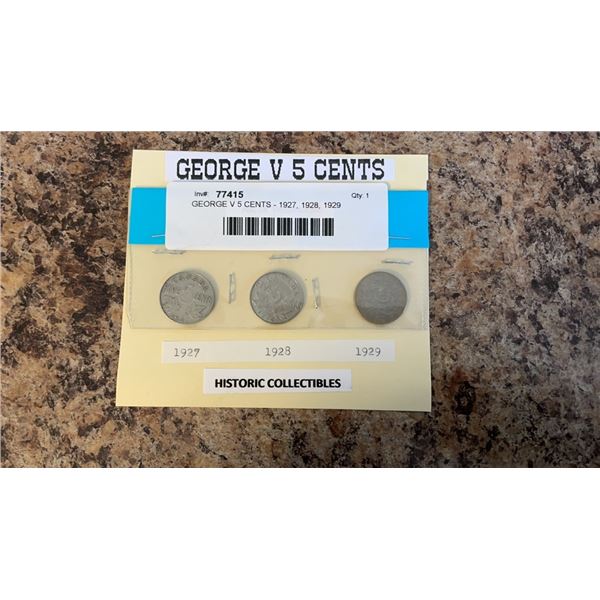 GEORGE V 5 CENTS
Inv#: 77415 Qty: 1
GEORGE V 5 CENTS - 1927, 1928, 1929
1927 1928 1929
HISTORIC COLLECTIBLES